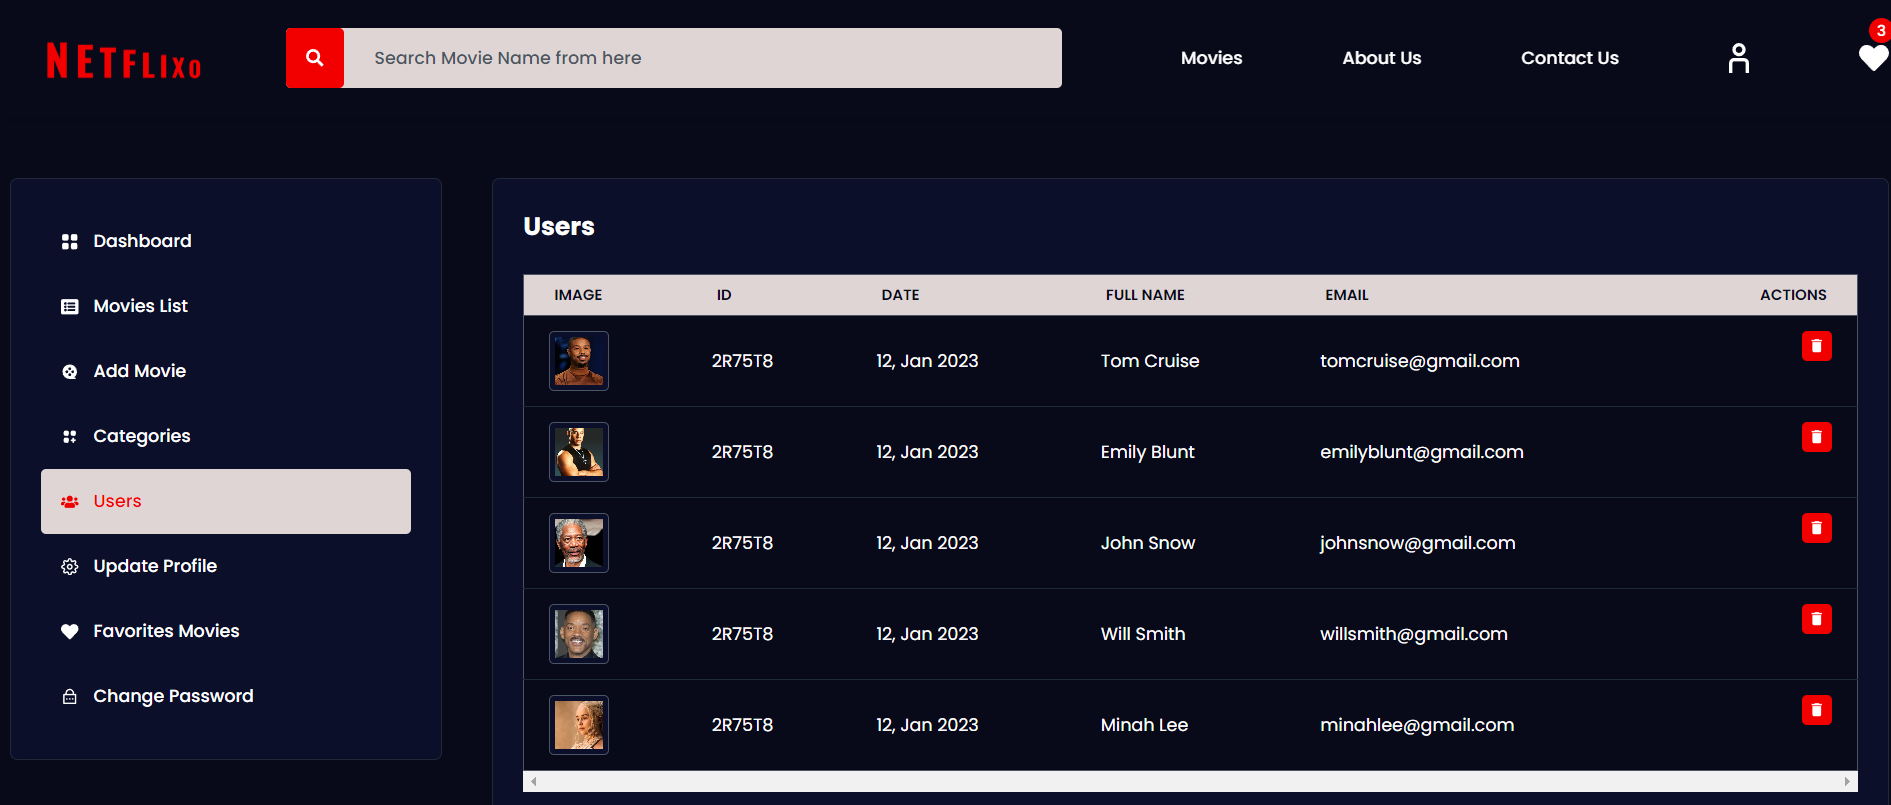 NETFLIXO
Search Movie Name from here
Movies
About Us
Contact Us
3
Dashboard
Movies List
Add Movie
Categories
Users
Update Profile
Favorites Movies
Change Password
Users
IMAGE ID DATE FULL NAME EMAIL ACTIONS
2R75T8 12, Jan 2023 Tom Cruise tomcruise@gmail.com
2R75T8 12, Jan 2023 Emily Blunt emilyblunt@gmail.com
2R75T8 12, Jan 2023 John Snow johnsnow@gmail.com
2R75T8 12, Jan 2023 Will Smith willsmith@gmail.com
2R75T8 12, Jan 2023 Minah Lee minahlee@gmail.com